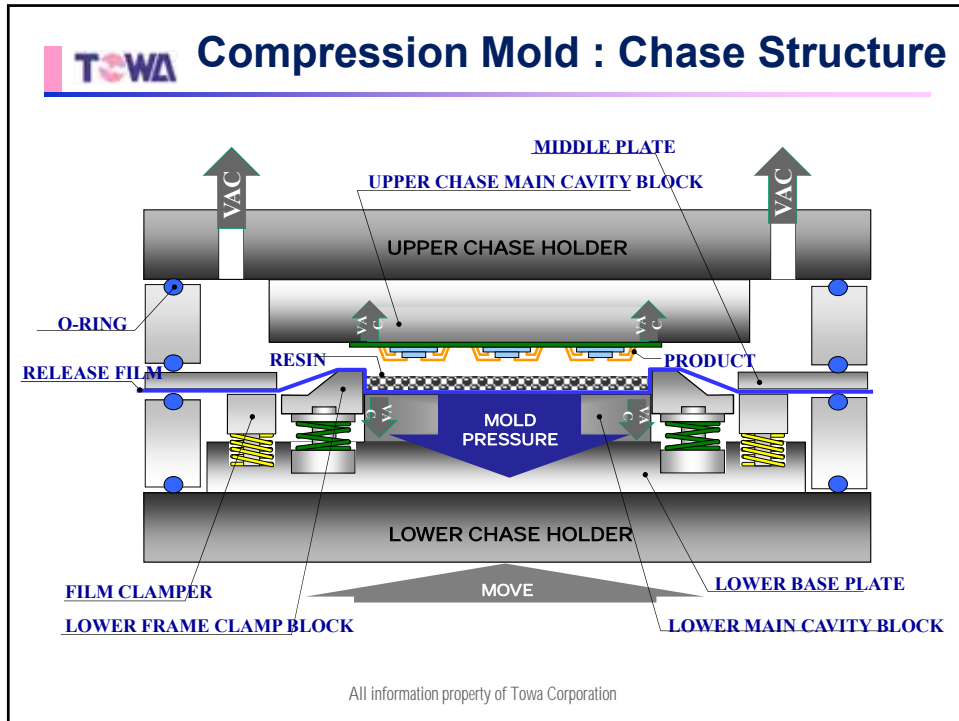 TOWA Compression Mold : Chase Structure
MIDDLE PLATE
UPPER CHASE MAIN CAVITY BLOCK
VAC
VAC
UPPER CHASE HOLDER
O-RING
VAC
VAC
RESIN
PRODUCT
RELEASE FILM
VAC
VAC
MOLD
PRESSURE
LOWER CHASE HOLDER
FILM CLAMPER
MOVE
LOWER BASE PLATE
LOWER FRAME CLAMP BLOCK
LOWER MAIN CAVITY BLOCK
All information property of Towa Corporation